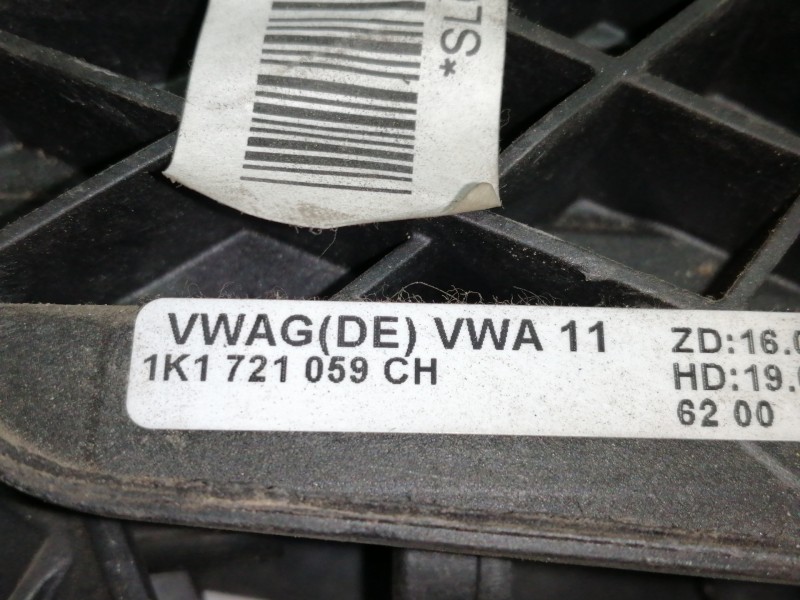 VWAG(DE) VWA 11
1K1 721 059 CH
ZD:16.
HD:19.
62 00